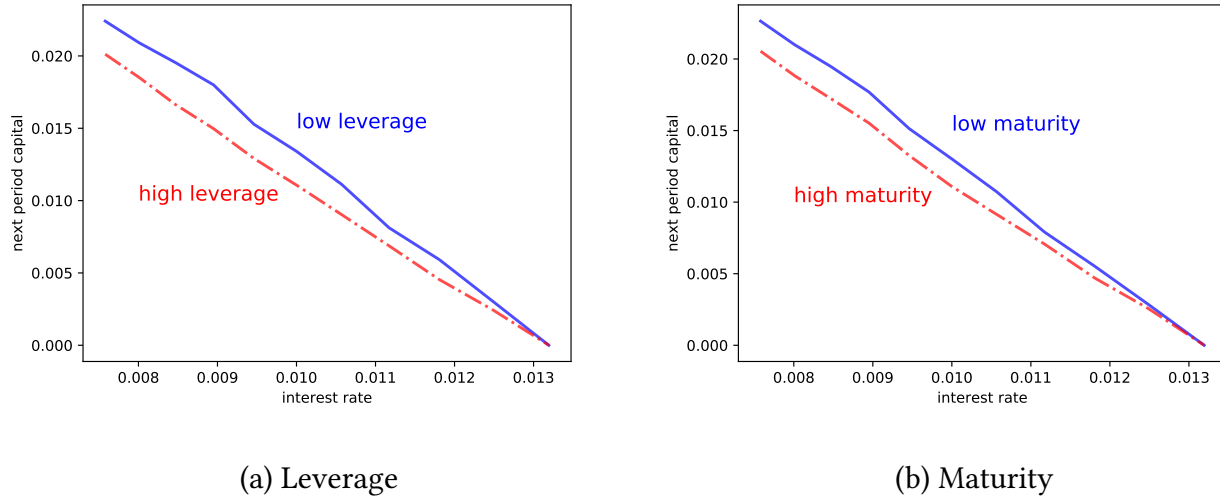 next period capital
0.020
0.015
0.010
0.005
0.000
low leverage
high leverage
0.008 0.009 0.010 0.011 0.012 0.013
interest rate
(a) Leverage
next period capital
0.020
0.015
0.010
0.005
0.000
low maturity
high maturity
0.008 0.009 0.010 0.011 0.012 0.013
interest rate
(b) Maturity